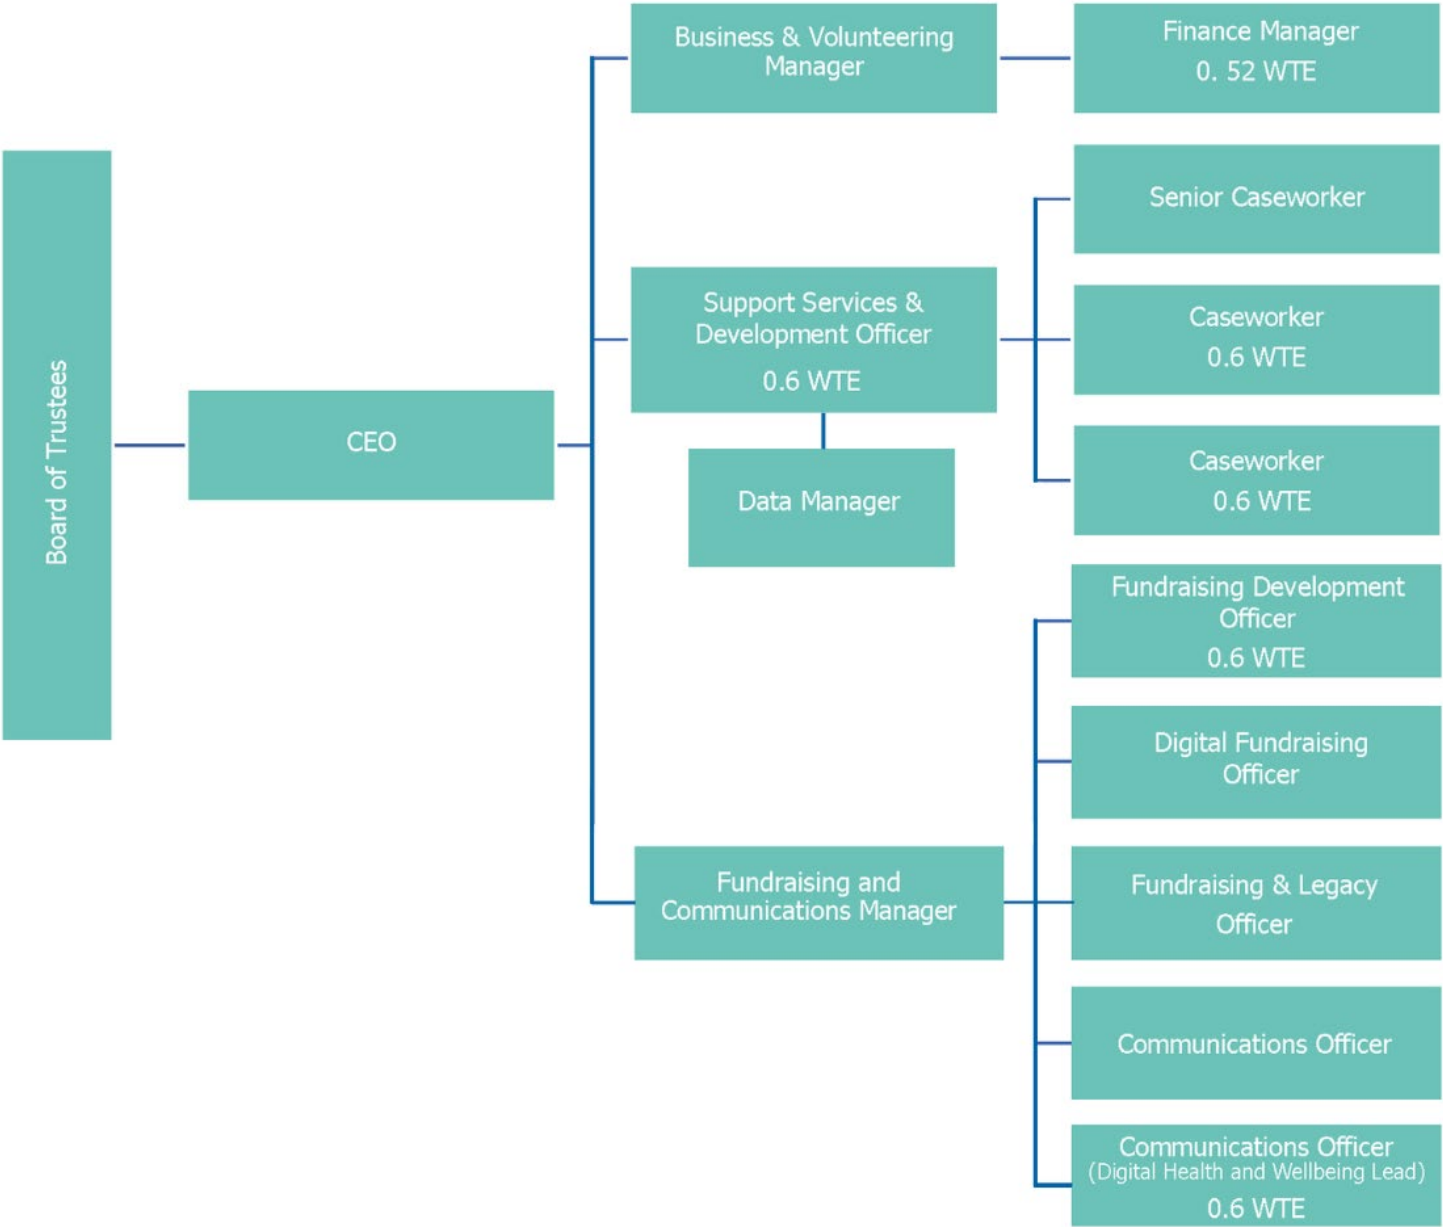 Board of Trustees
CEO
Business & Volunteering
Manager
Finance Manager
0. 52 WTE
Support Services &
Development Officer
0.6 WTE
Data Manager
Senior Caseworker
Caseworker
0.6 WTE
Caseworker
0.6 WTE
Fundraising and
Communications Manager
Fundraising Development
Officer
0.6 WTE
Digital Fundraising
Officer
Fundraising & Legacy
Officer
Communications Officer
Communications Officer
(Digital Health and Wellbeing Lead)
0.6 WTE